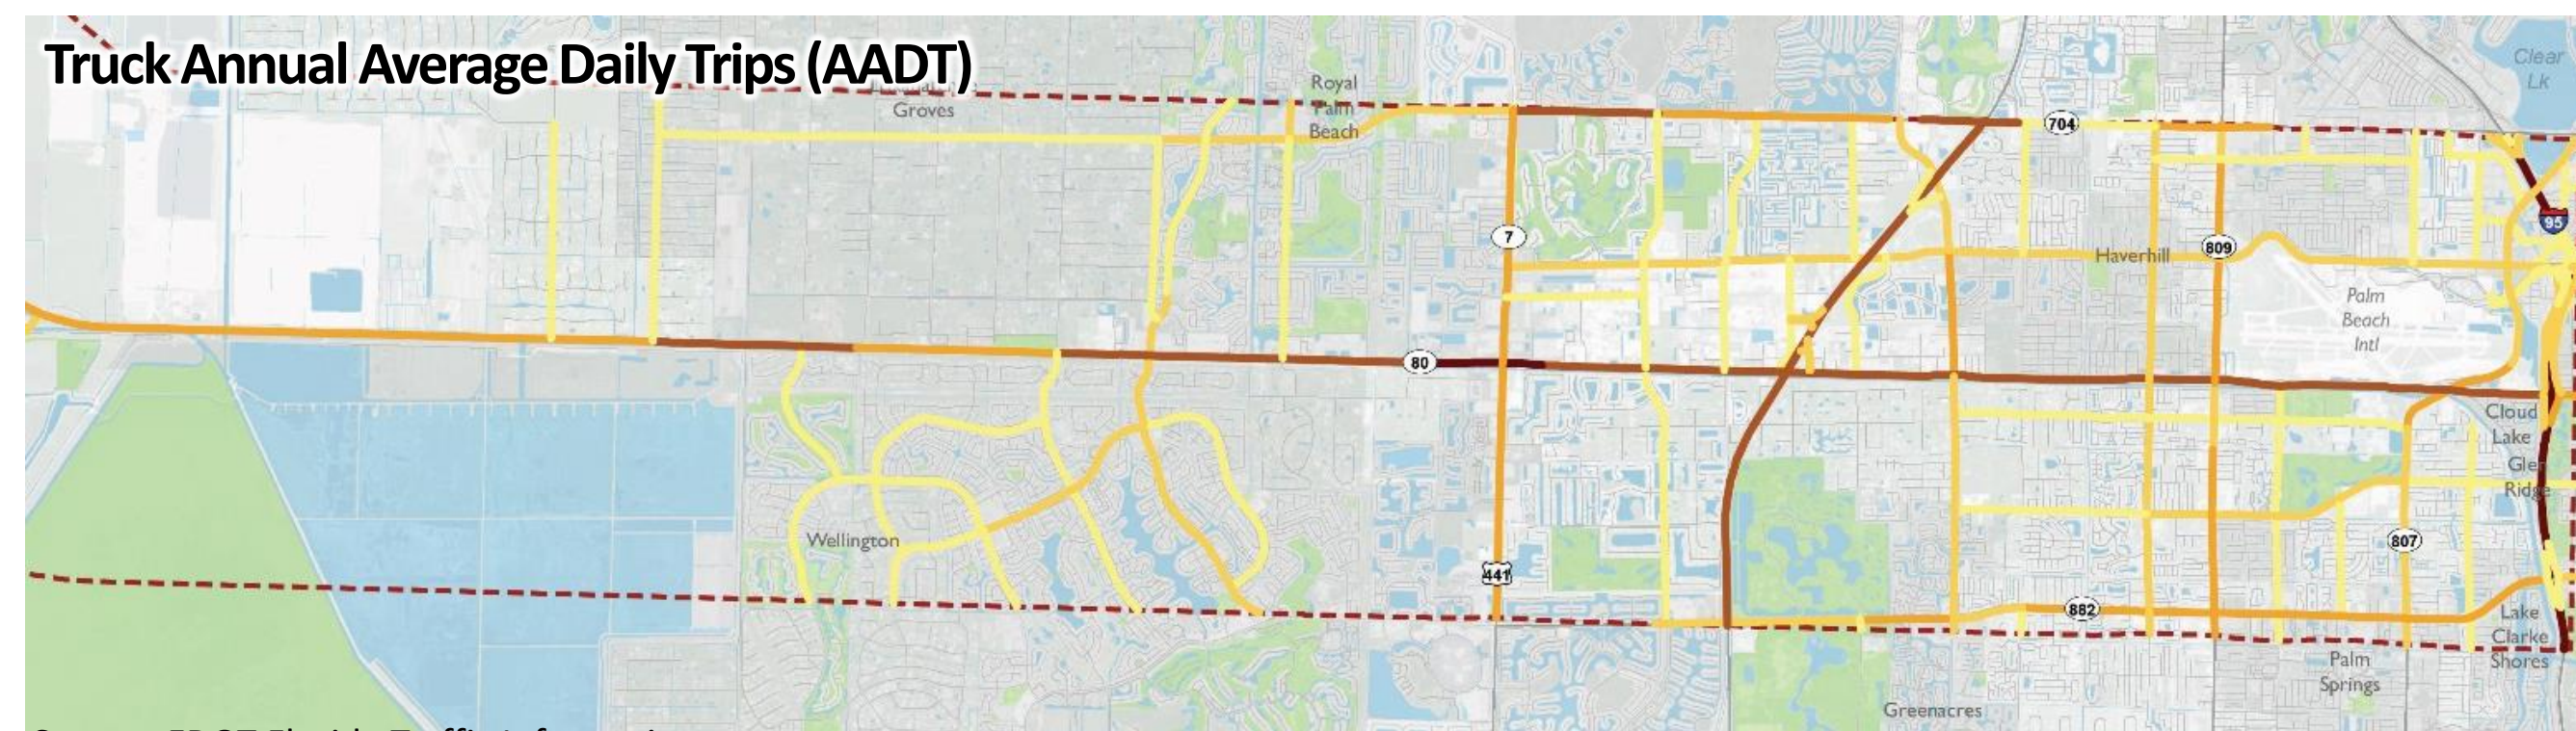 Truck Annual Average Daily Trips (AADT)
Groves
Royal
Palm
Beach
Clear
Lk
704
95
7
Haverhill
809
Palm
Beach
Intl
80
Cloud
Lake
Glen
Ridge
Wellington
441
807
882
Lake
Clarke
Shores
Palm
Springs
Greenacres